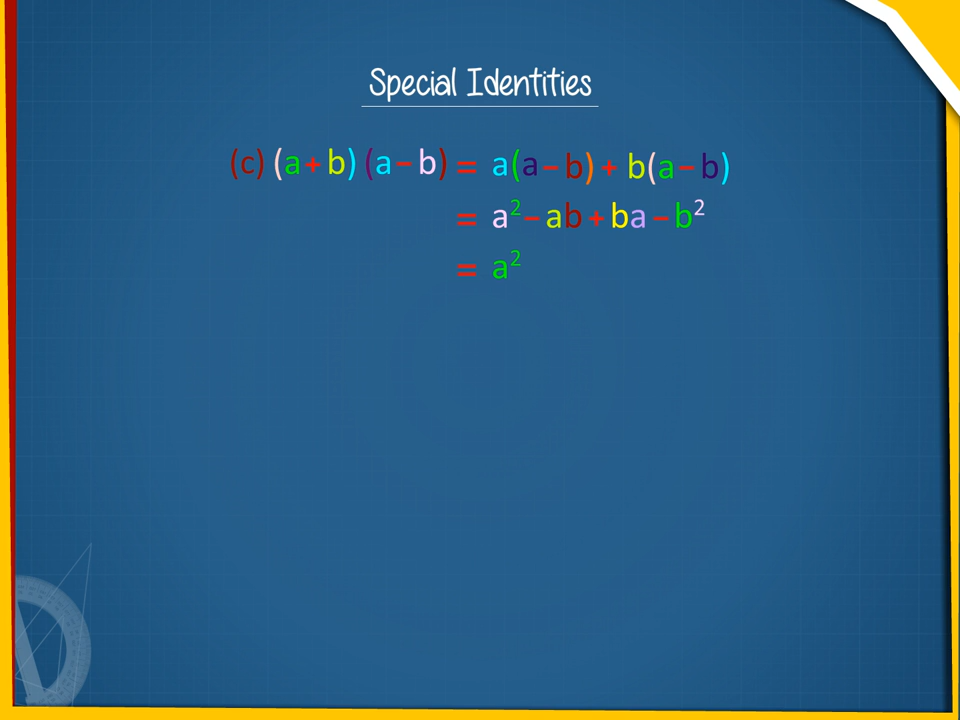 Special Identities
(c) (a + b) (a − b) = a(a − b) + b(a − b)
= a² − ab + ba − b²
= a²